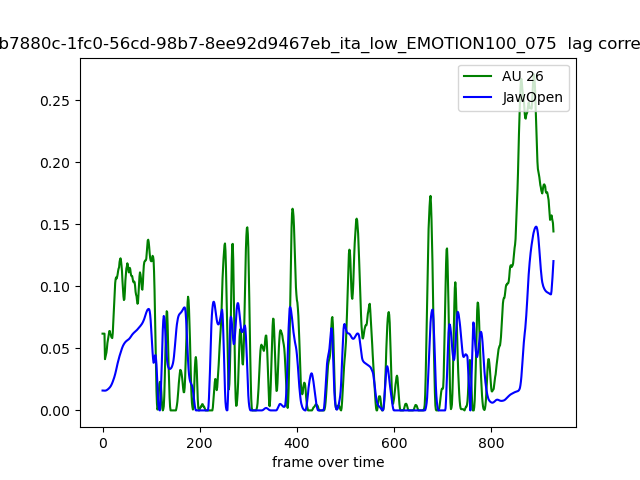 b7880c-1fc0-56cd-98b7-8ee92d9467eb_ita_low_EMOTION100_075 lag corre
AU 26
JawOpen
0.25
0.20
0.15
0.10
0.05
0.00
0 200 400 600 800
frame over time